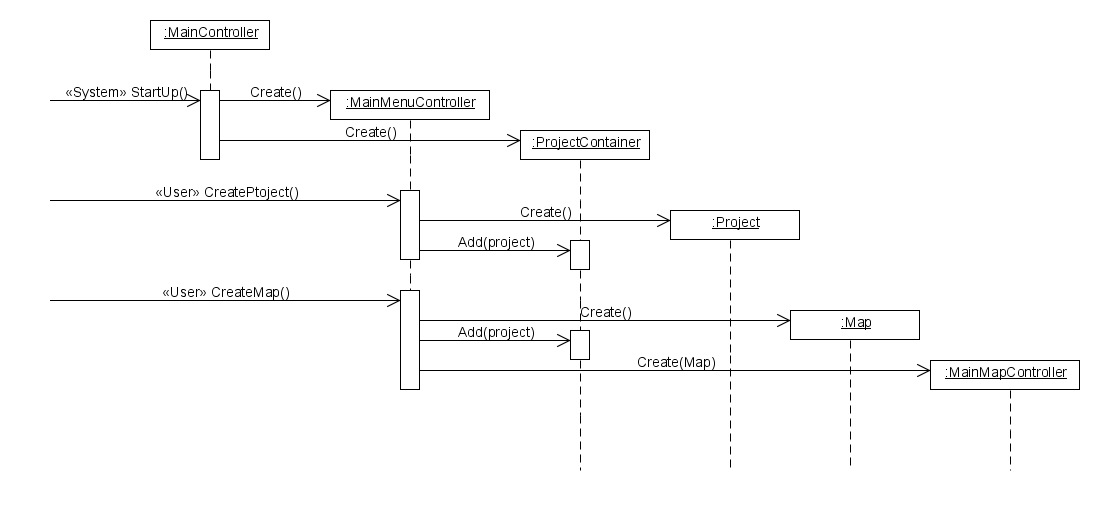 :MainController
«System» StartUp()
Create()
:MainMenuController
Create()
:ProjectContainer
«User» CreatePtoject()
Create()
:Project
Add(project)
«User» CreateMap()
Create()
:Map
Add(project)
Create(Map)
:MainMapController